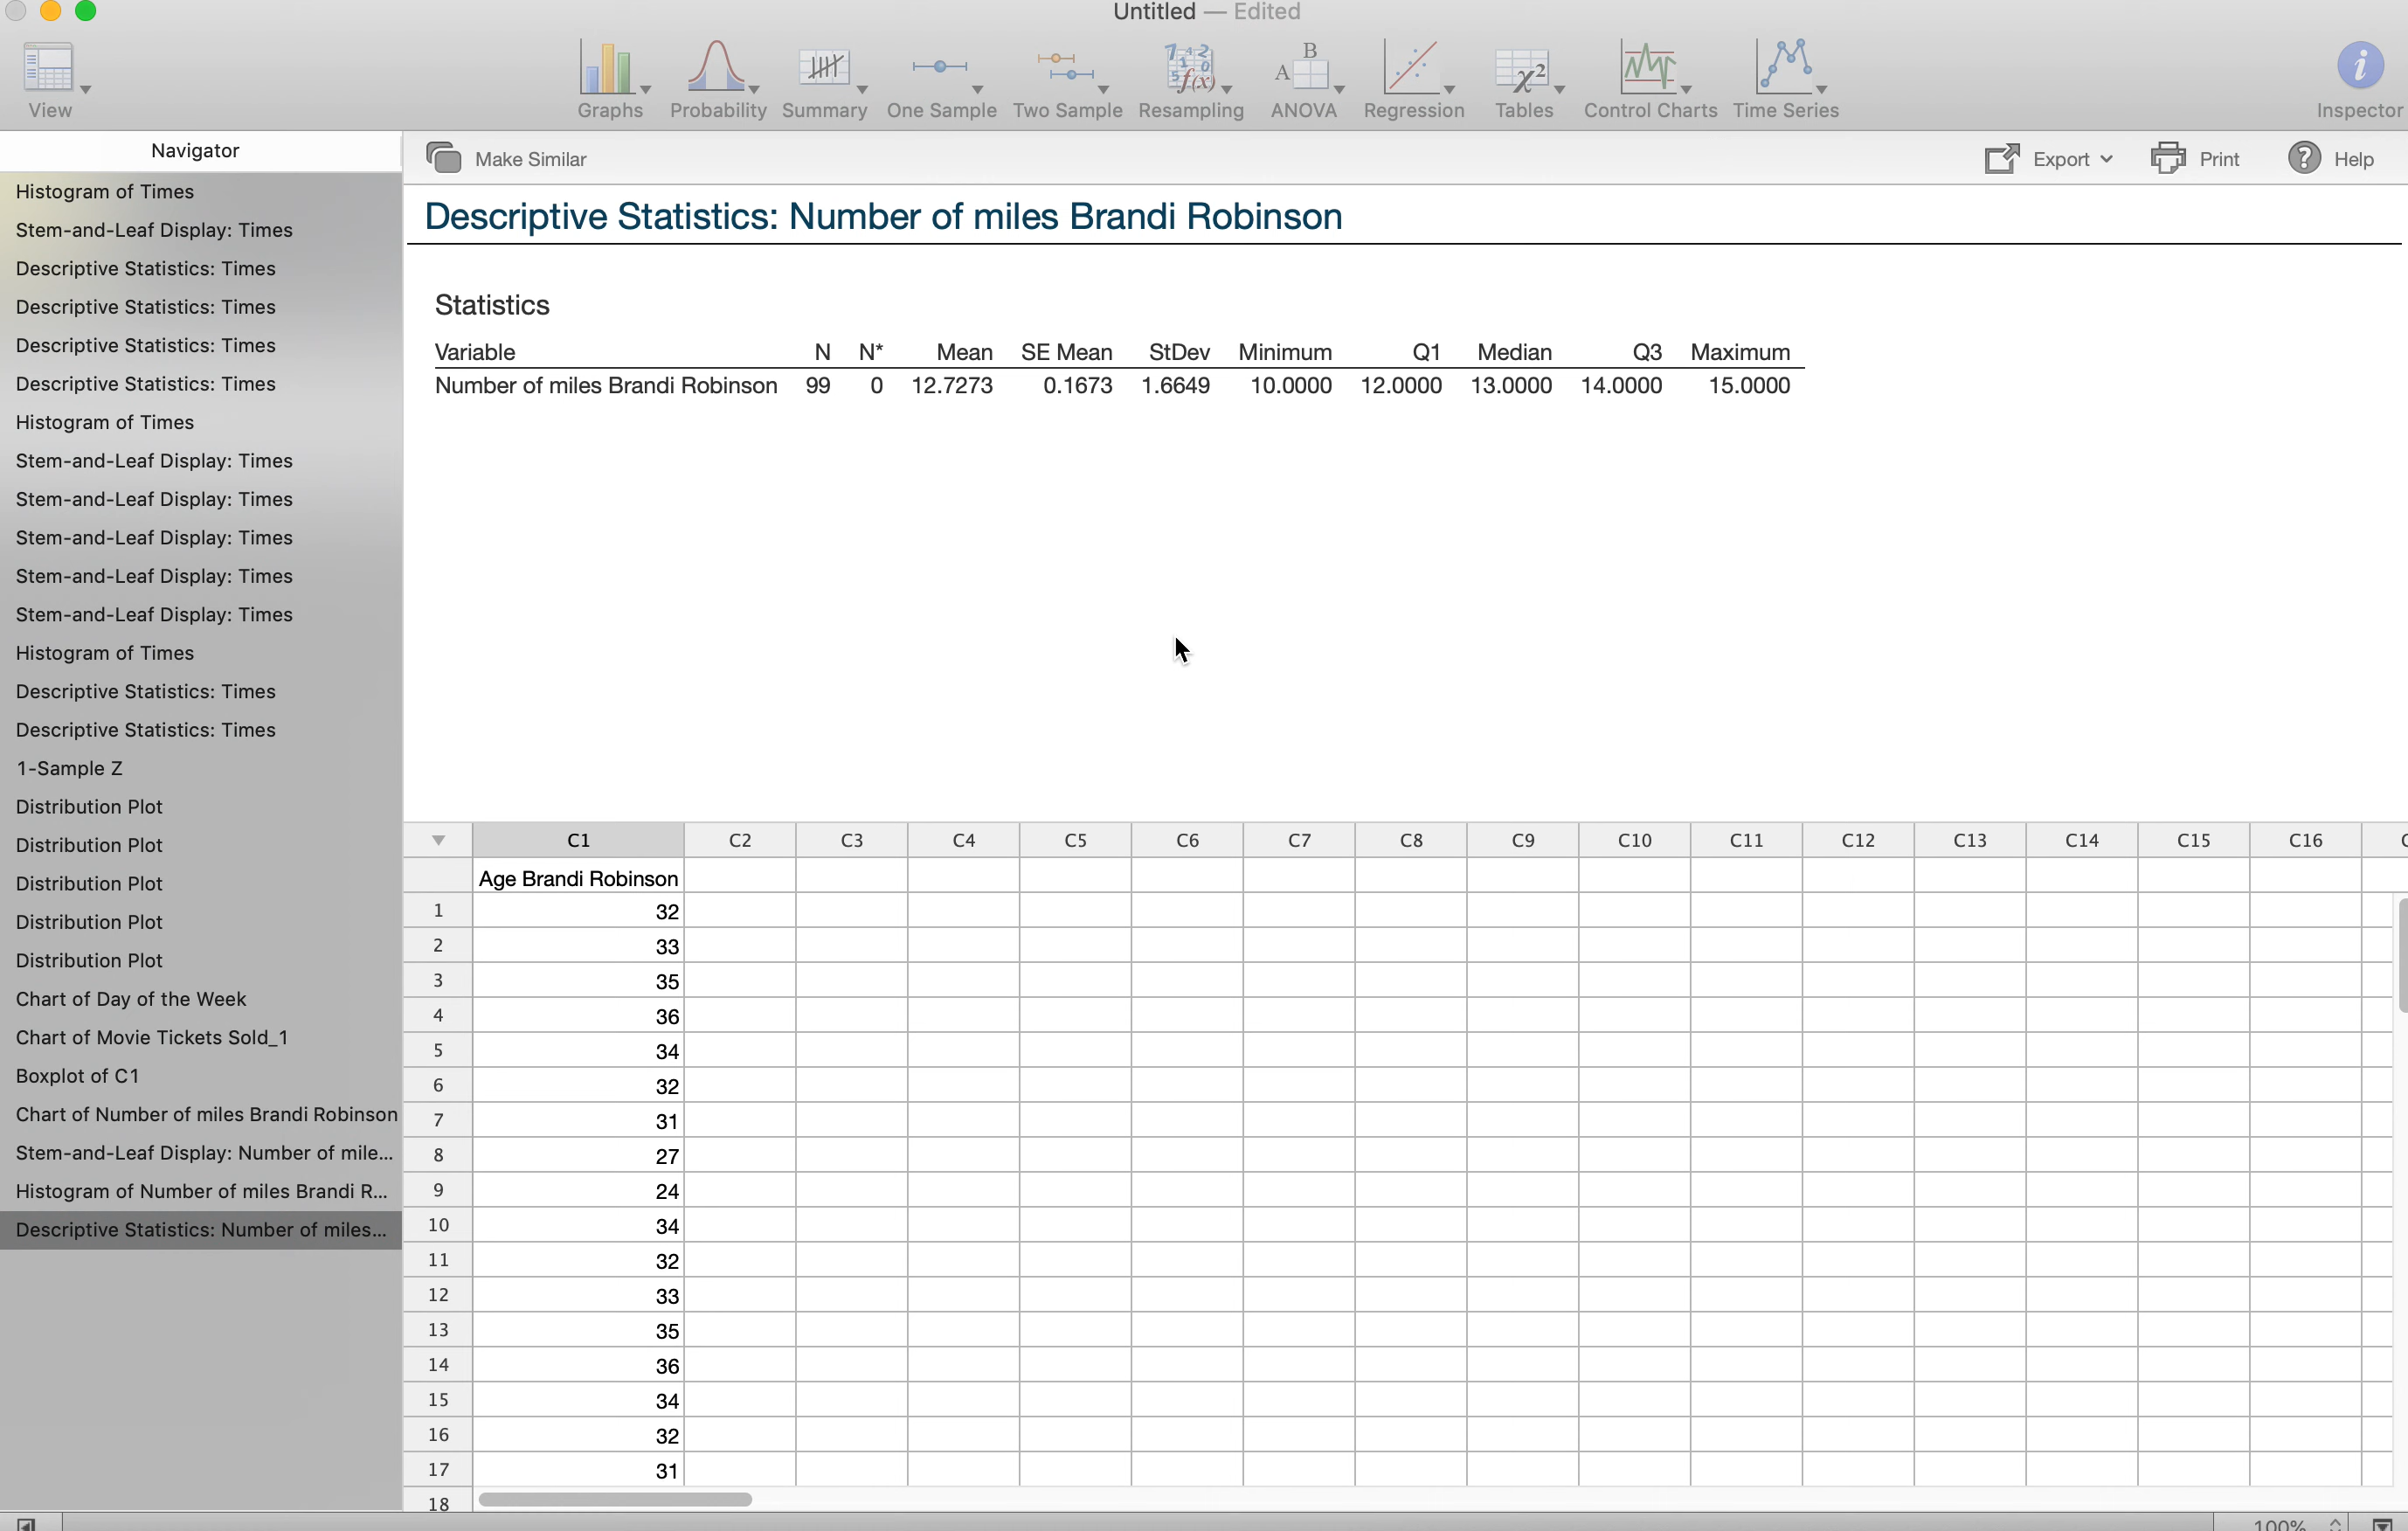 Untitled — Edited
View
Graphs Probability Summary One Sample Two Sample Resampling ANOVA Regression Tables Control Charts Time Series
Inspector
Navigator
Make Similar
Export Print Help
Histogram of Times
Stem-and-Leaf Display: Times
Descriptive Statistics: Times
Descriptive Statistics: Times
Descriptive Statistics: Times
Descriptive Statistics: Times
Histogram of Times
Stem-and-Leaf Display: Times
Stem-and-Leaf Display: Times
Stem-and-Leaf Display: Times
Stem-and-Leaf Display: Times
Stem-and-Leaf Display: Times
Histogram of Times
Descriptive Statistics: Times
Descriptive Statistics: Times
1-Sample Z
Distribution Plot
Distribution Plot
Distribution Plot
Distribution Plot
Distribution Plot
Chart of Day of the Week
Chart of Movie Tickets Sold_1
Boxplot of C1
Chart of Number of miles Brandi Robinson
Stem-and-Leaf Display: Number of mile...
Histogram of Number of miles Brandi R...
Descriptive Statistics: Number of miles...
Descriptive Statistics: Number of miles Brandi Robinson
Statistics
Variable N N* Mean SE Mean StDev Minimum Q1 Median Q3 Maximum
Number of miles Brandi Robinson 99 0 12.7273 0.1673 1.6649 10.0000 12.0000 13.0000 14.0000 15.0000
C1 C2 C3 C4 C5 C6 C7 C8 C9 C10 C11 C12 C13 C14 C15 C16
Age Brandi Robinson
1 32
2 33
3 35
4 36
5 34
6 32
7 31
8 27
9 24
10 34
11 32
12 33
13 35
14 36
15 34
16 32
17 31
18
100%